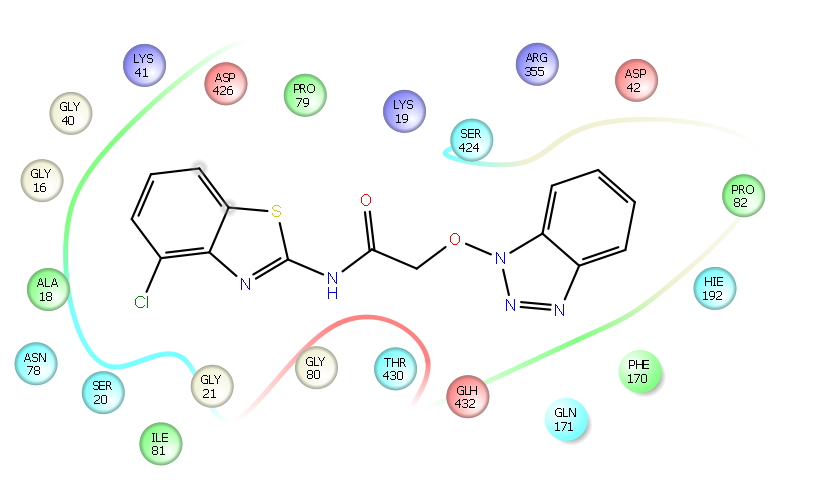 LYS
41
ASP
426
PRO
79
LYS
19
ARG
355
ASP
42
GLY
40
SER
424
GLY
16
PRO
82
O
S
O
N
N
N
H
N
N
Cl
HIE
192
ALA
18
ASN
78
SER
20
GLY
21
GLY
80
THR
430
GLH
432
PHE
170
GLN
171
ILE
81